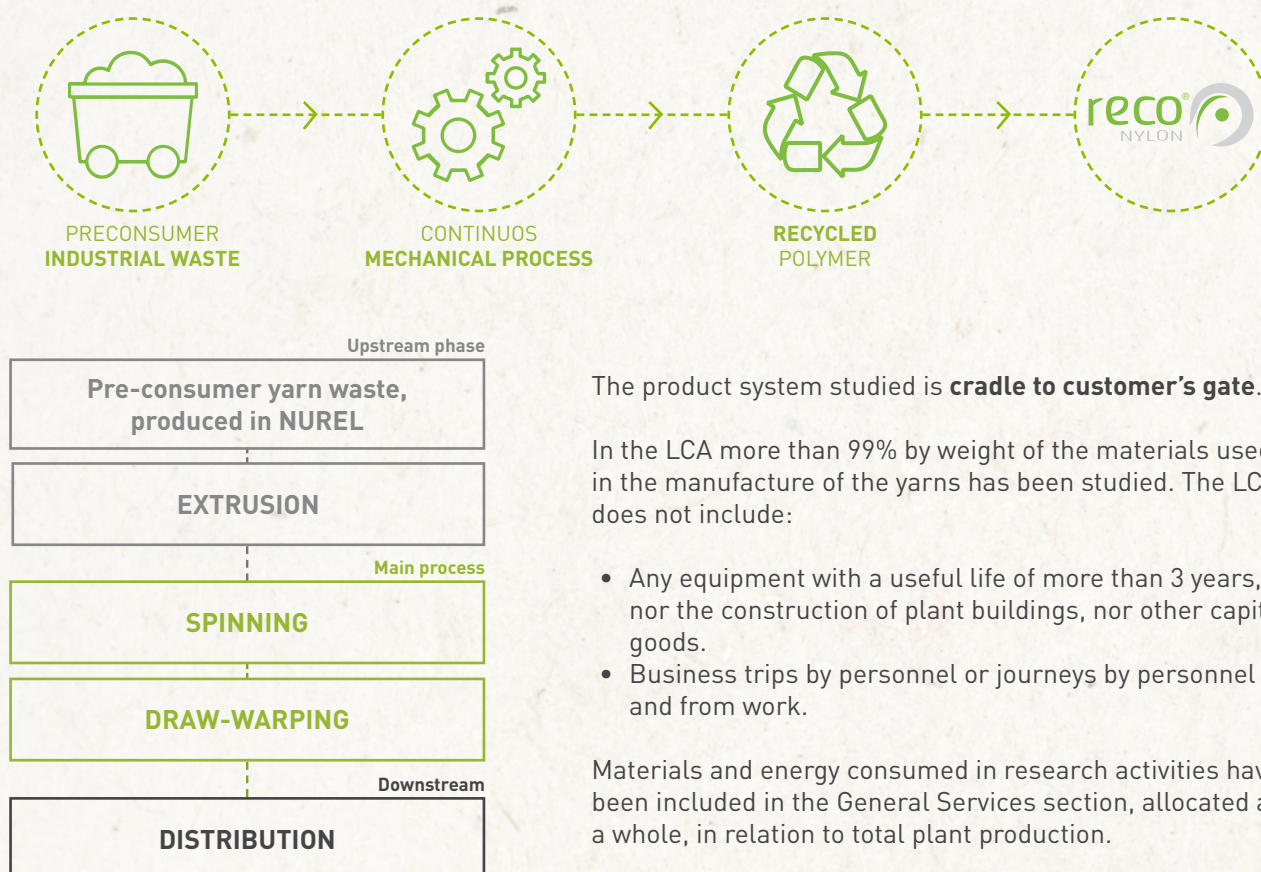 reco®
NYLON
PRECONSUMER
INDUSTRIAL WASTE
CONTINUOS
MECHANICAL PROCESS
RECYCLED
POLYMER
Upstream phase
Pre-consumer yarn waste,
produced in NUREL
EXTRUSION
Main process
SPINNING
DRAW-WARPING
Downstream
DISTRIBUTION
The product system studied is cradle to customer's gate.
In the LCA more than 99% by weight of the materials used
in the manufacture of the yarns has been studied. The
does not include:
• Any equipment with a useful life of more than 3 years,
nor the construction of plant buildings, nor other
goods.
• Business trips by personnel or journeys by personnel
and from work.
Materials and energy consumed in research activities
been included in the General Services section, allocated
a whole, in relation to total plant production.